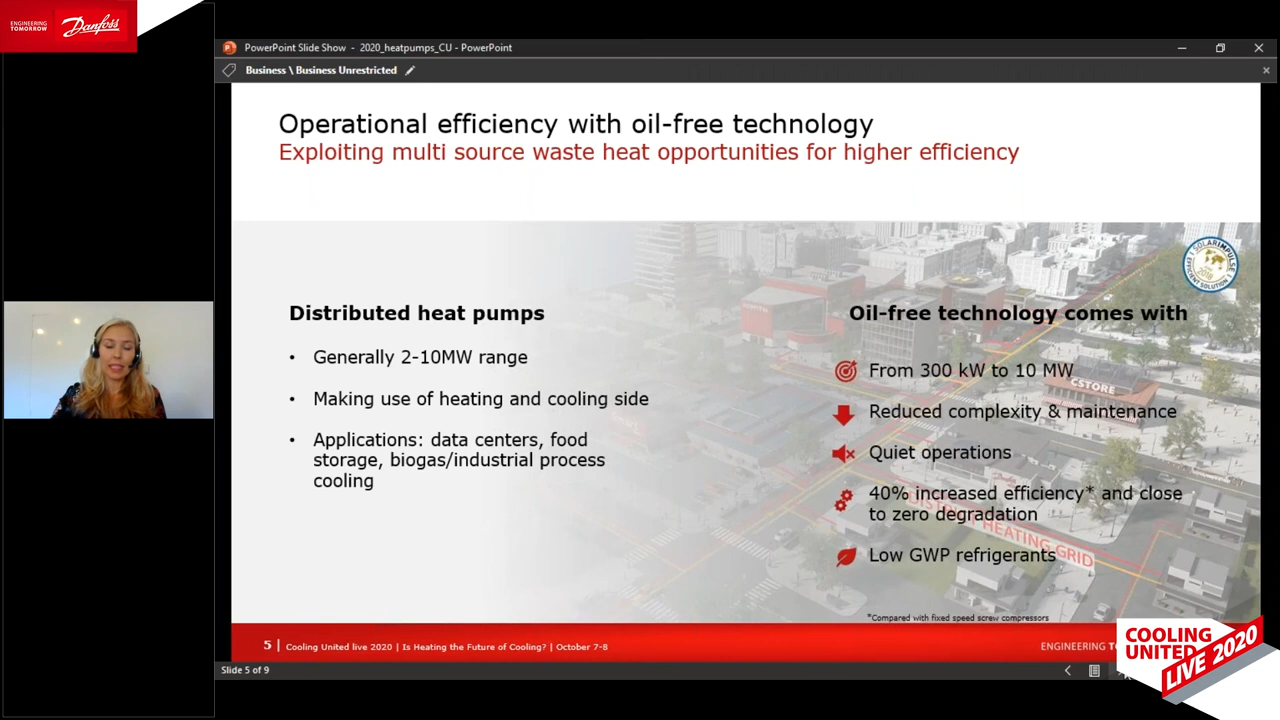 ENGINEERING
TOMORROW
Danfoss
PowerPoint Slide Show - 2020_heatpumps_CU - PowerPoint
Business \ Business Unrestricted
Operational efficiency with oil-free technology
Exploiting multi source waste heat opportunities for higher efficiency
SOLARIMPULSE
EFFICIENT SOLUTION
Distributed heat pumps
• Generally 2-10MW range
• Making use of heating and cooling side
• Applications: data centers, food
storage, biogas/industrial process
cooling
Oil-free technology comes with
From 300 kW to 10 MW
CSTORE
Reduced complexity & maintenance
Quiet operations
40% increased efficiency* and close
to zero degradation
DISTRICT HEATING GRID
Low GWP refrigerants
*Compared with fixed speed screw compressors
5 | Cooling United live 2020 | Is Heating the Future of Cooling? | October 7-8
ENGINEERING
COOLING
UNITED
LIVE 2020
Slide 5 of 9